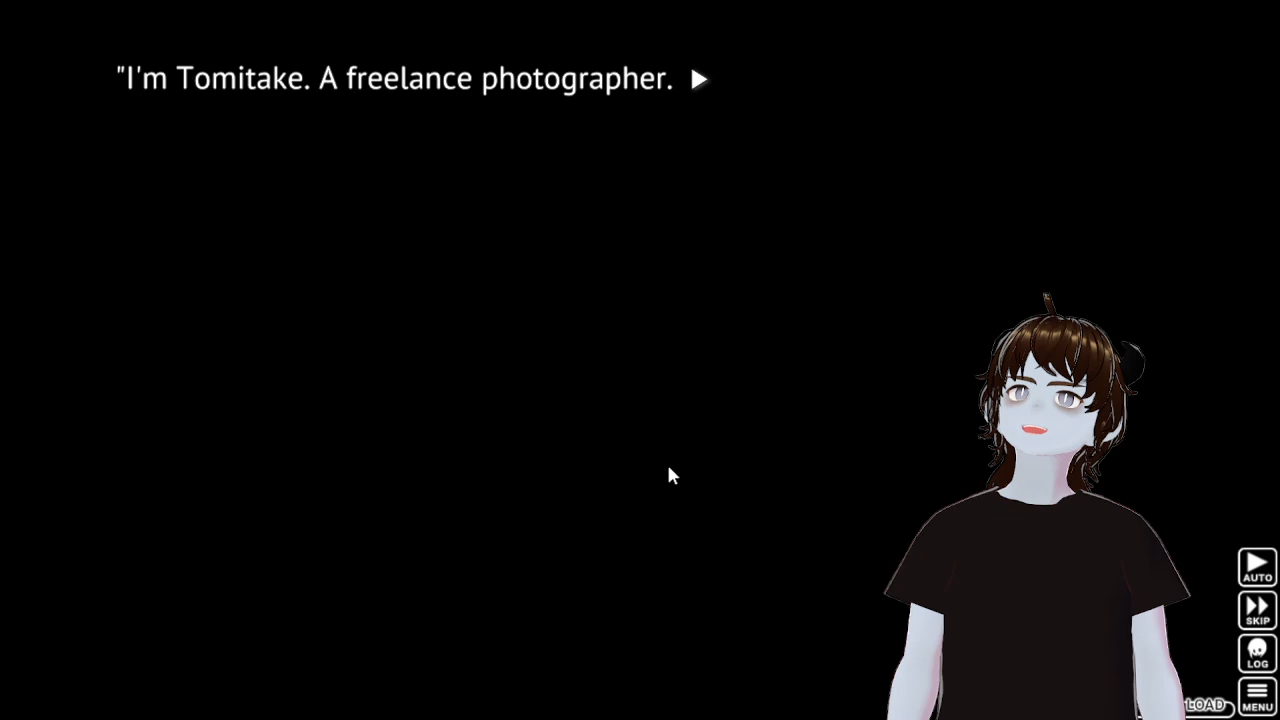 "I'm Tomitake. A freelance photographer.
AUTO
SKIP
LOG
LOAD
MENU